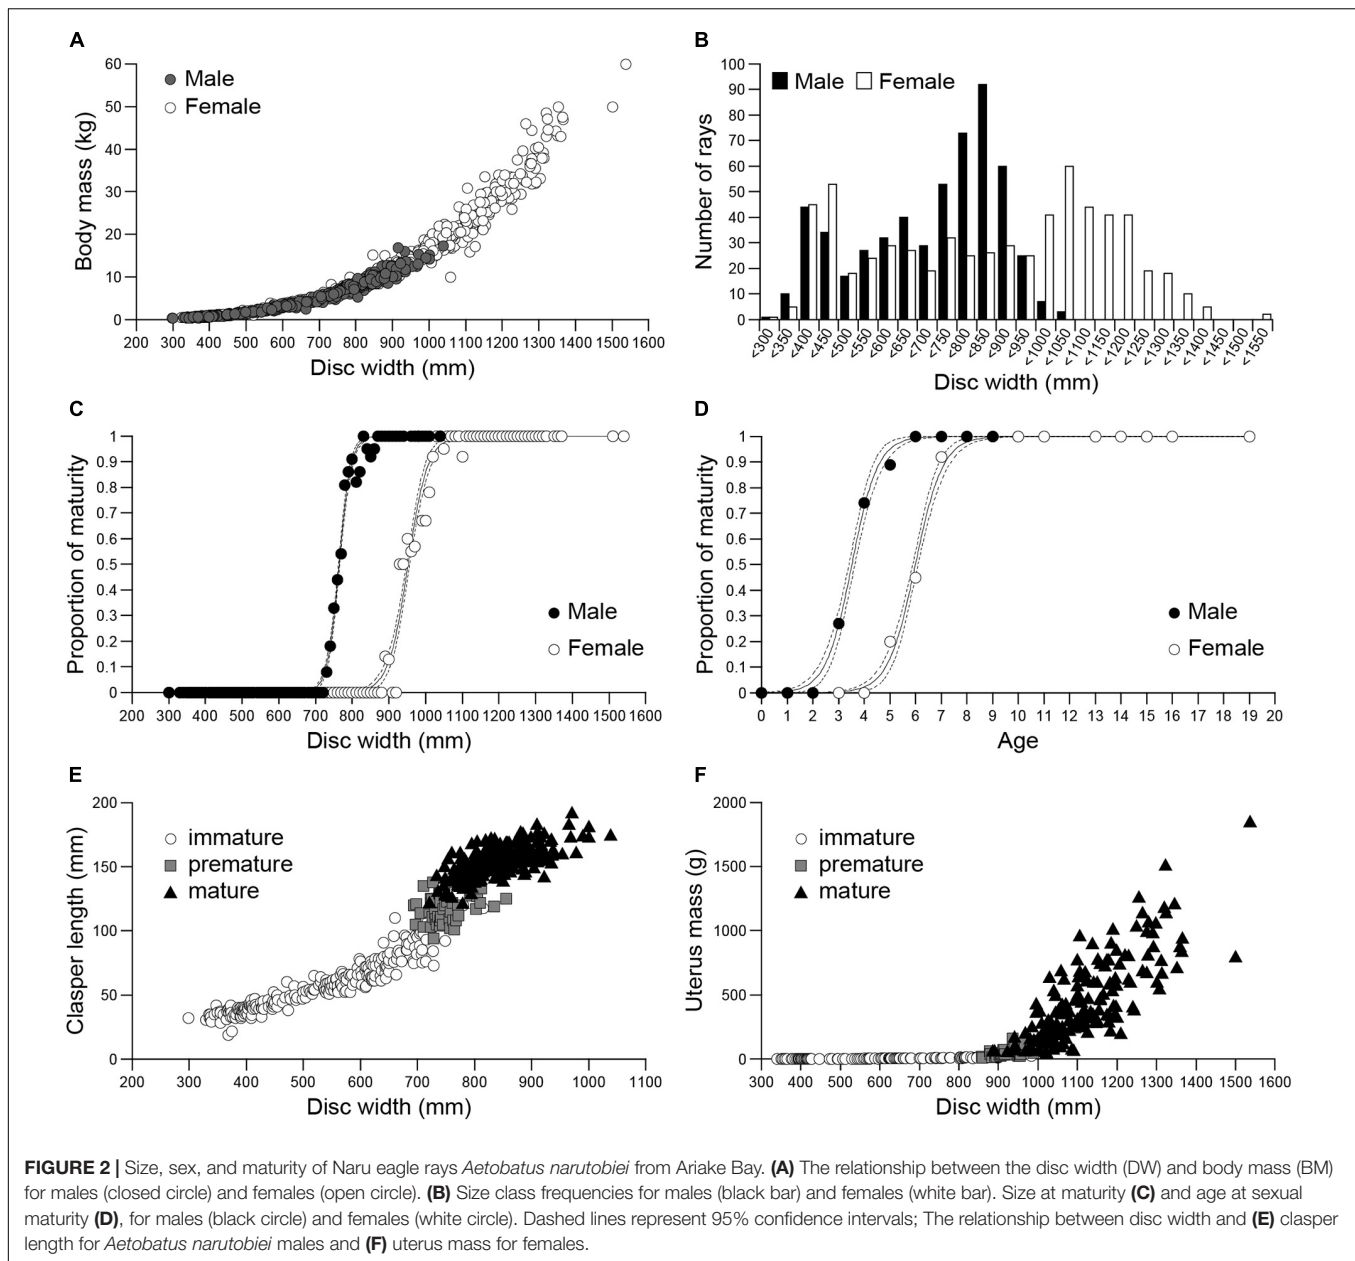 A
60
50
40
30
20
10
0
Body mass (kg)
Male
Female
200 300 400 500 600 700 800 900 1000 1100 1200 1300 1400 1500 1600
Disc width (mm)
B
100
90
80
70
60
50
40
30
20
10
0
Number of rays
Male Female
<300 <350 <400 <450 <500 <550 <600 <650 <700 <750 <800 <850 <900 <950 <1000 <1050 <1100 <1150 <1200 <1250 <1300 <1350 <1400 <1450 <1500 <1550
Disc width (mm)
C
1
0.9
0.8
0.7
0.6
0.5
0.4
0.3
0.2
0.1
0
Proportion of maturity
Male
Female
200 300 400 500 600 700 800 900 1000 1100 1200 1300 1400 1500 1600
Disc width (mm)
D
1
0.9
0.8
0.7
0.6
0.5
0.4
0.3
0.2
0.1
0
Proportion of maturity
Male
Female
0 1 2 3 4 5 6 7 8 9 10 11 12 13 14 15 16 17 18 19 20
Age
E
200
150
100
50
0
Clasper length (mm)
immature
premature
mature
200 300 400 500 600 700 800 900 1000 1100
Disc width (mm)
F
2000
1500
1000
500
0
Uterus mass (g)
immature
premature
mature
300 400 500 600 700 800 900 1000 1100 1200 1300 1400 1500 1600
Disc width (mm)
FIGURE 2 | Size, sex, and maturity of Naru eagle rays Aetobatus narutobiei from Ariake Bay. (A) The relationship between the disc width (DW) and body mass (BM)
for males (closed circle) and females (open circle). (B) Size class frequencies for males (black bar) and females (white bar). Size at maturity (C) and age at sexual
maturity (D), for males (black circle) and females (white circle). Dashed lines represent 95% confidence intervals; The relationship between disc width and (E) clasper
length for Aetobatus narutobiei males and (F) uterus mass for females.